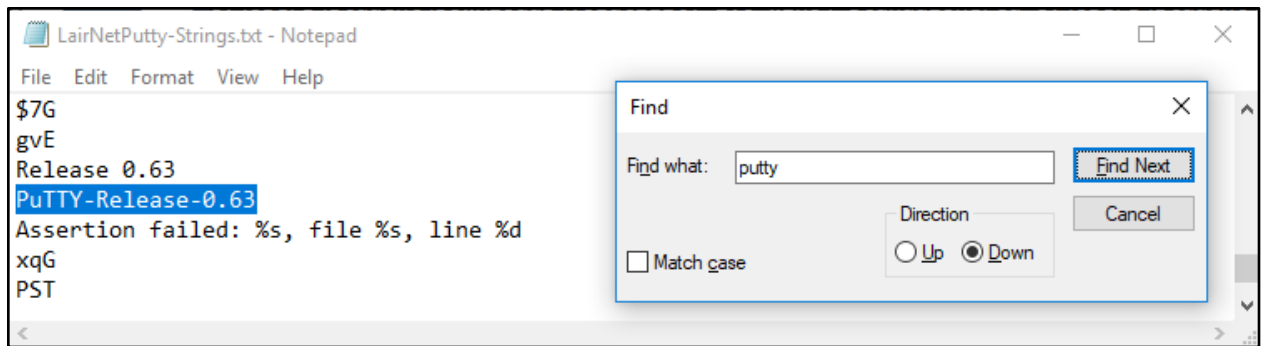 LairNetPutty-Strings.txt - Notepad
File Edit Format View Help
$7G
gvE
Release 0.63
PuTTY-Release-0.63
Assertion failed: %s, file %s, line %d
xqG
PST
Find
Find what: putty
Find Next
Direction
Cancel
Match case
Up Down